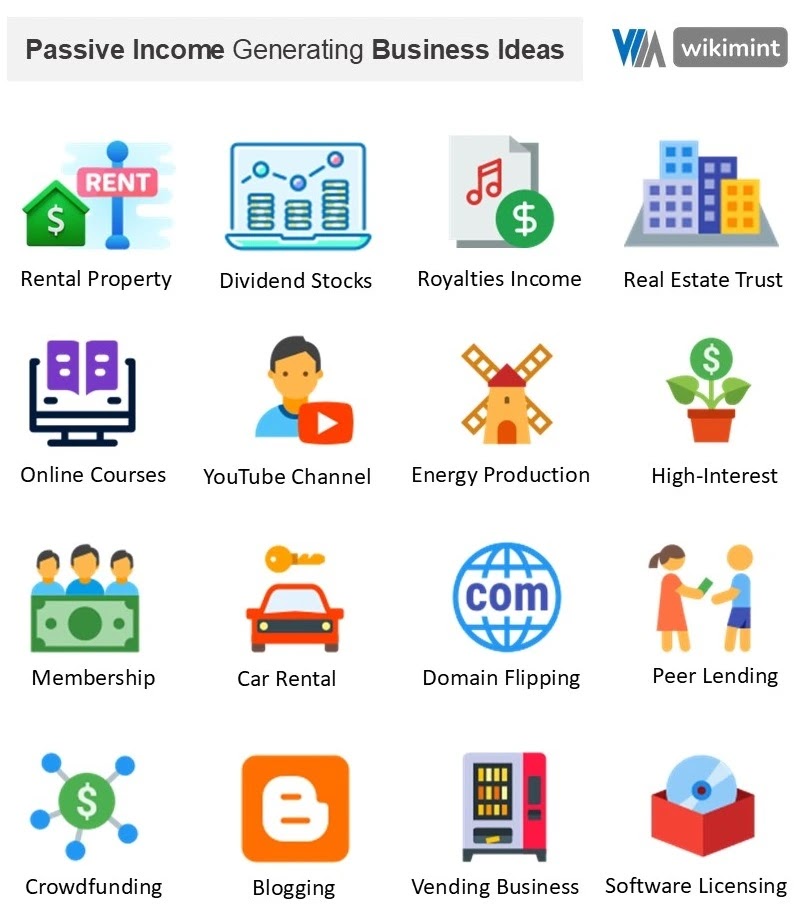 Passive Income Generating Business Ideas
WA wikimint
RENT
$
$
Rental Property
Dividend Stocks
Royalties Income
Real Estate Trust
$
Online Courses
YouTube Channel
Energy Production
High-Interest
$
com
Membership
Car Rental
Domain Flipping
Peer Lending
$
Crowdfunding
Blogging
Vending Business
Software Licensing